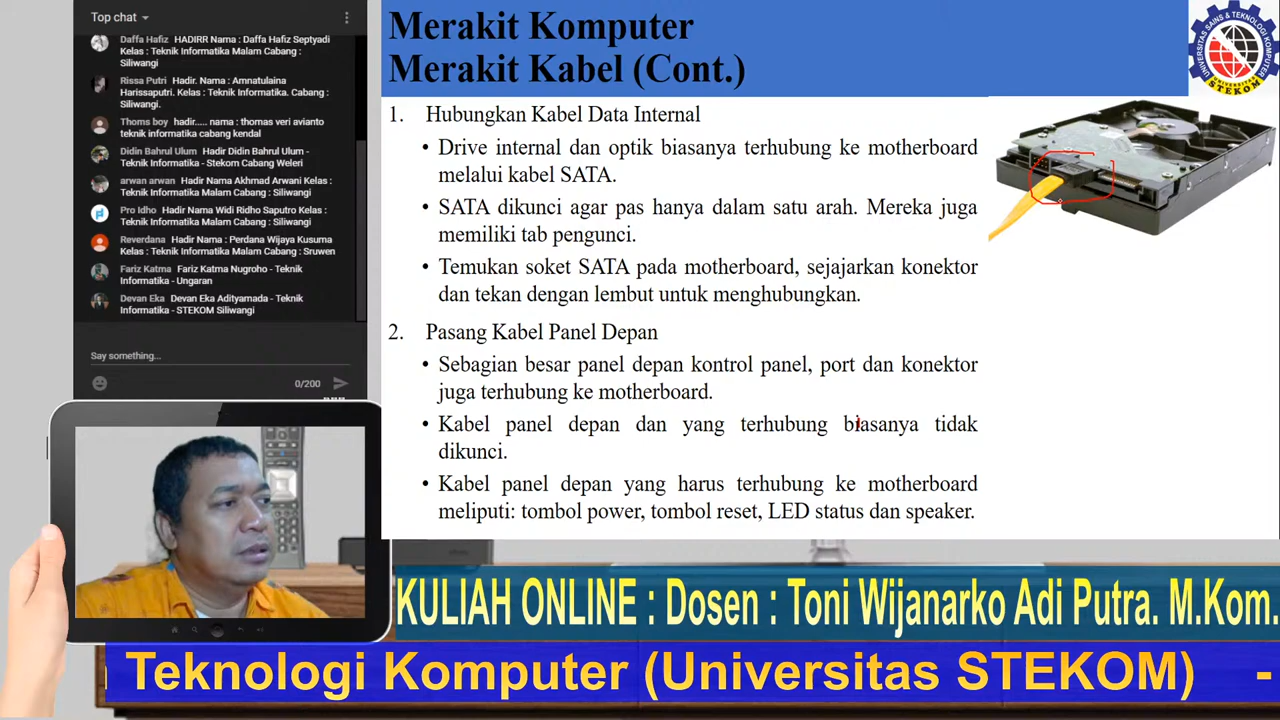 Top chat
Daffa Hafiz HADIRR Nama : Daffa Hafiz Septyadi
Kelas : Teknik Informatika Malam Cabang :
Siliwangi
Rissa Putri Hadir. Nama : Amnatulaina
Harissaputri. Kelas : Teknik Informatika. Cabang :
Siliwangi.
Thoms boy hadir..... nama : thomas veri avianto
teknik informatika cabang kendal
Didin Bahrul Ulum Hadir Didin Bahrul Ulum -
Teknik Informatika - Stekom Cabang Weleri
arwan arwan Hadir Nama Akhmad Arwani Kelas :
Teknik Informatika Malam Cabang : Siliwangi
Pro Idho Hadir Nama Widi Ridho Saputro Kelas :
Teknik Informatika Malam Cabang : Siliwangi
Reverdana Hadir Nama : Perdana Wijaya Kusuma
Kelas : Teknik Informatika Malam Cabang : Sruwen
Fariz Katma Fariz Katma Nugroho - Teknik
Informatika - Ungaran
Devan Eka Devan Eka Adityamada - Teknik
Informatika - STEKOM Siliwangi
Say something...
0/200
Merakit Komputer
Merakit Kabel (Cont.)
UNIVERSITAS SAINS & TEKNOLOGI KOMPUTER
UNIVERSITAS
STEKOM
1. Hubungkan Kabel Data Internal
• Drive internal dan optik biasanya terhubung ke motherboard
melalui kabel SATA.
• SATA dikunci agar pas hanya dalam satu arah. Mereka juga
memiliki tab pengunci.
• Temukan soket SATA pada motherboard, sejajarkan konektor
dan tekan dengan lembut untuk menghubungkan.
2. Pasang Kabel Panel Depan
• Sebagian besar panel depan kontrol panel, port dan konektor
juga terhubung ke motherboard.
• Kabel panel depan dan yang terhubung biasanya tidak
dikunci.
• Kabel panel depan yang harus terhubung ke motherboard
meliputi: tombol power, tombol reset, LED status dan speaker.
KULIAH ONLINE : Dosen : Toni Wijanarko Adi Putra. M.Kom.
Teknologi Komputer (Universitas STEKOM) -